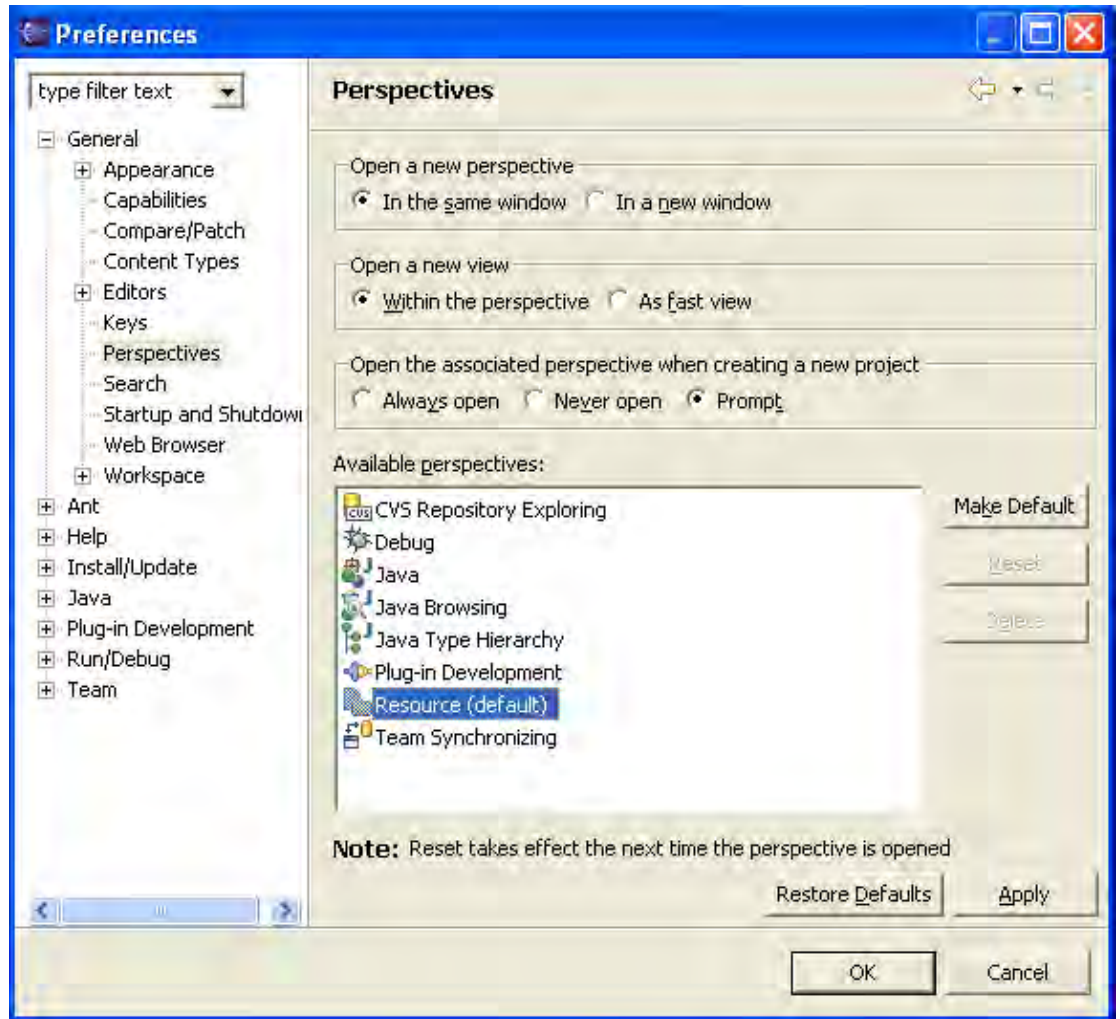 Preferences
type filter text
General
Appearance
Capabilities
Compare/Patch
Content Types
Editors
Keys
Perspectives
Search
Startup and Shutdow
Web Browser
Workspace
Ant
Help
Install/Update
Java
Plug-in Development
Run/Debug
Team
Perspectives
Open a new perspective
In the same window In a new window
Open a new view
Within the perspective As fast view
Open the associated perspective when creating a new project
Always open Never open Prompt
Available perspectives:
CVS Repository Exploring
Debug
Java
Java Browsing
Java Type Hierarchy
Plug-in Development
Resource (default)
Team Synchronizing
Make Default
Reset
Delete
Note: Reset takes effect the next time the perspective is opened
Restore Defaults Apply
OK Cancel